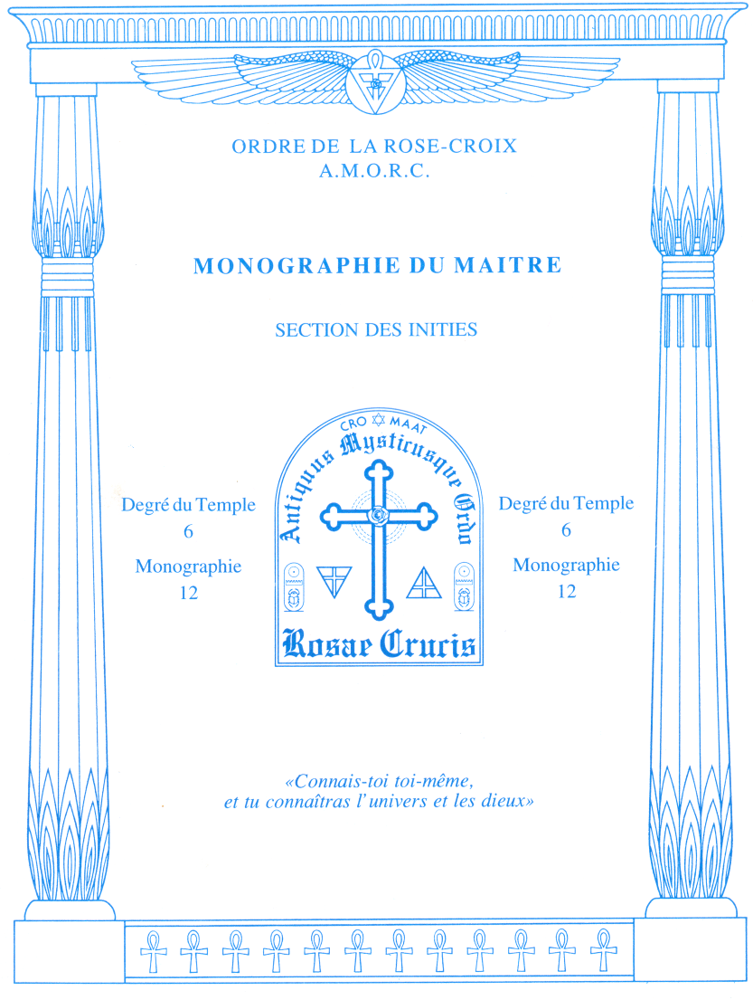 ORDRE DE LA ROSE-CROIX
A.M.O.R.C.
MONOGRAPHIE DU MAITRE
SECTION DES INITIES
CRO MAAT
Antiquus Mysticusque Ordo
Rosae Crucis
Degré du Temple
6
Monographie
12
Degré du Temple
6
Monographie
12
«Connais-toi toi-même,
et tu connaîtras l'univers et les dieux»